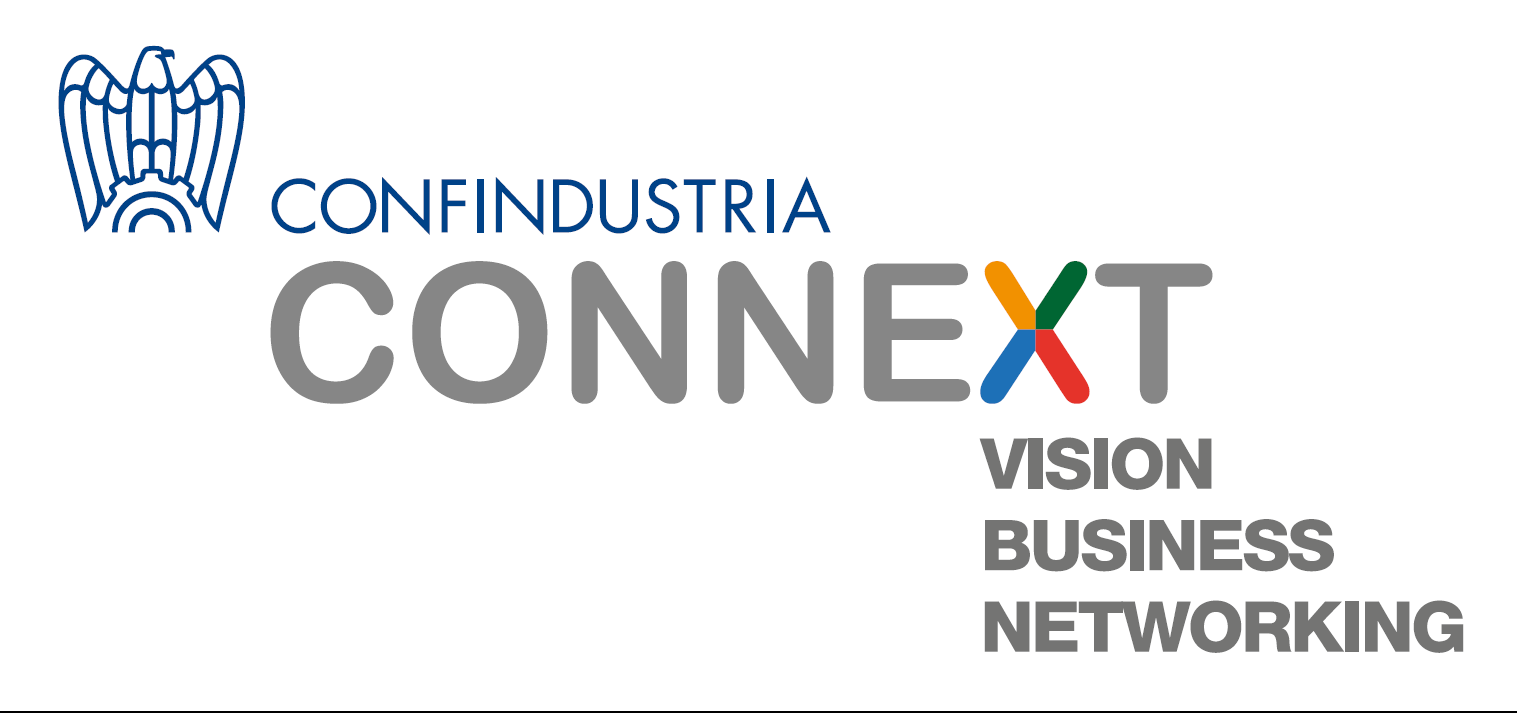 CONFINDUSTRIA
CONNEXT
VISION
BUSINESS
NETWORKING